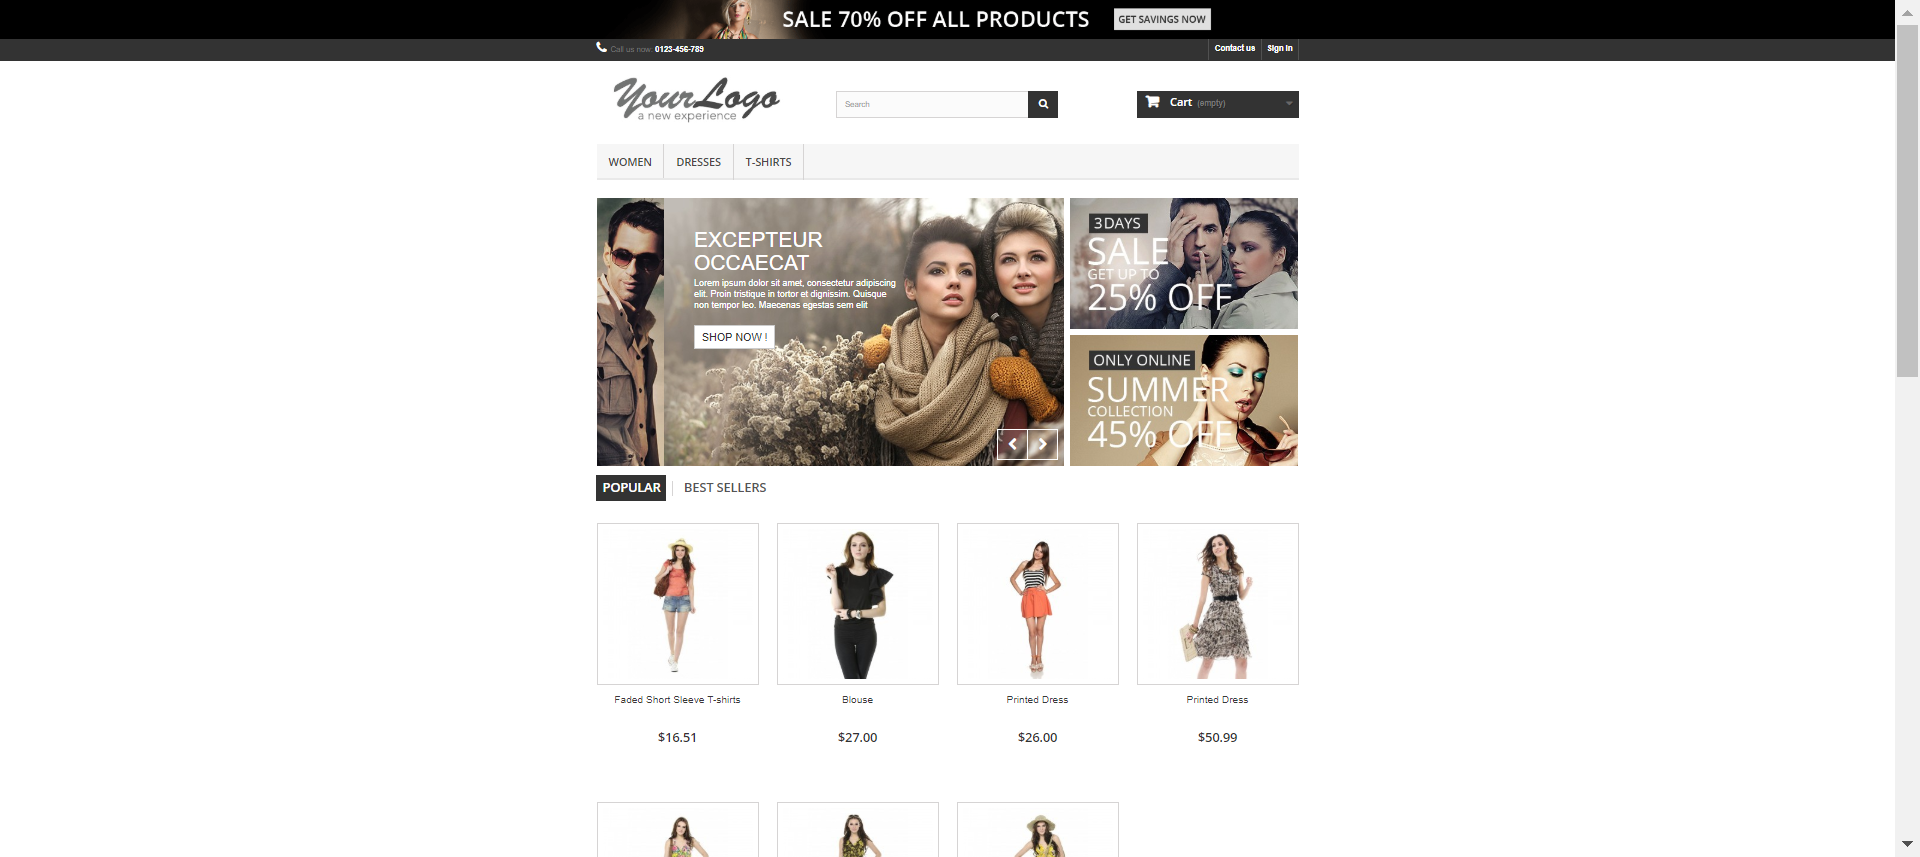 SALE 70% OFF ALL PRODUCTS
GET SAVINGS NOW
Call us now: 0123-456-789
Contact us
Sign in
YourLogo
a new experience
Search
Cart (empty)
WOMEN
DRESSES
T-SHIRTS
EXCEPTEUR
OCCAECAT
Lorem ipsum dolor sit amet, consectetur adipiscing
elit. Proin tristique in tortor et dignissim. Quisque
non tempor leo. Maecenas egestas sem elit
SHOP NOW !
3DAYS
SALE
GET UP TO
25% OFF
ONLY ONLINE
SUMMER
COLLECTION
45% OFF
POPULAR
BEST SELLERS
Faded Short Sleeve T-shirts
$16.51
Blouse
$27.00
Printed Dress
$26.00
Printed Dress
$50.99